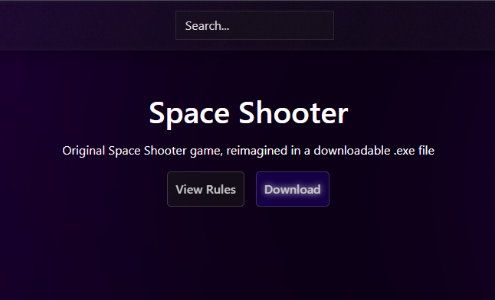 Search...
Space Shooter
Original Space Shooter game, reimagined in a downloadable .exe file
View Rules Download